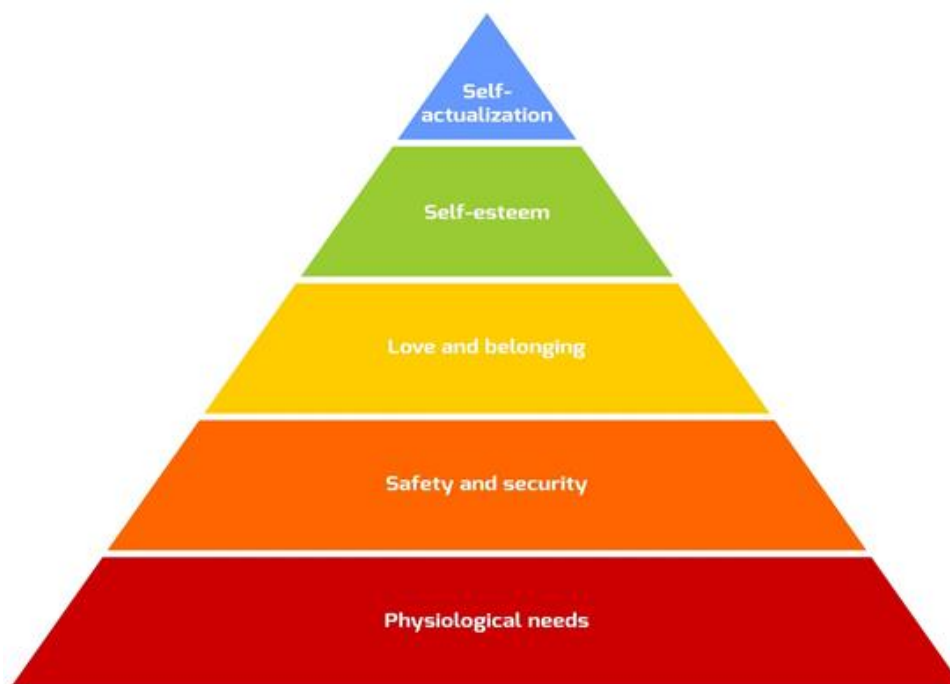 Self-
actualization
Self-esteem
Love and belonging
Safety and security
Physiological needs